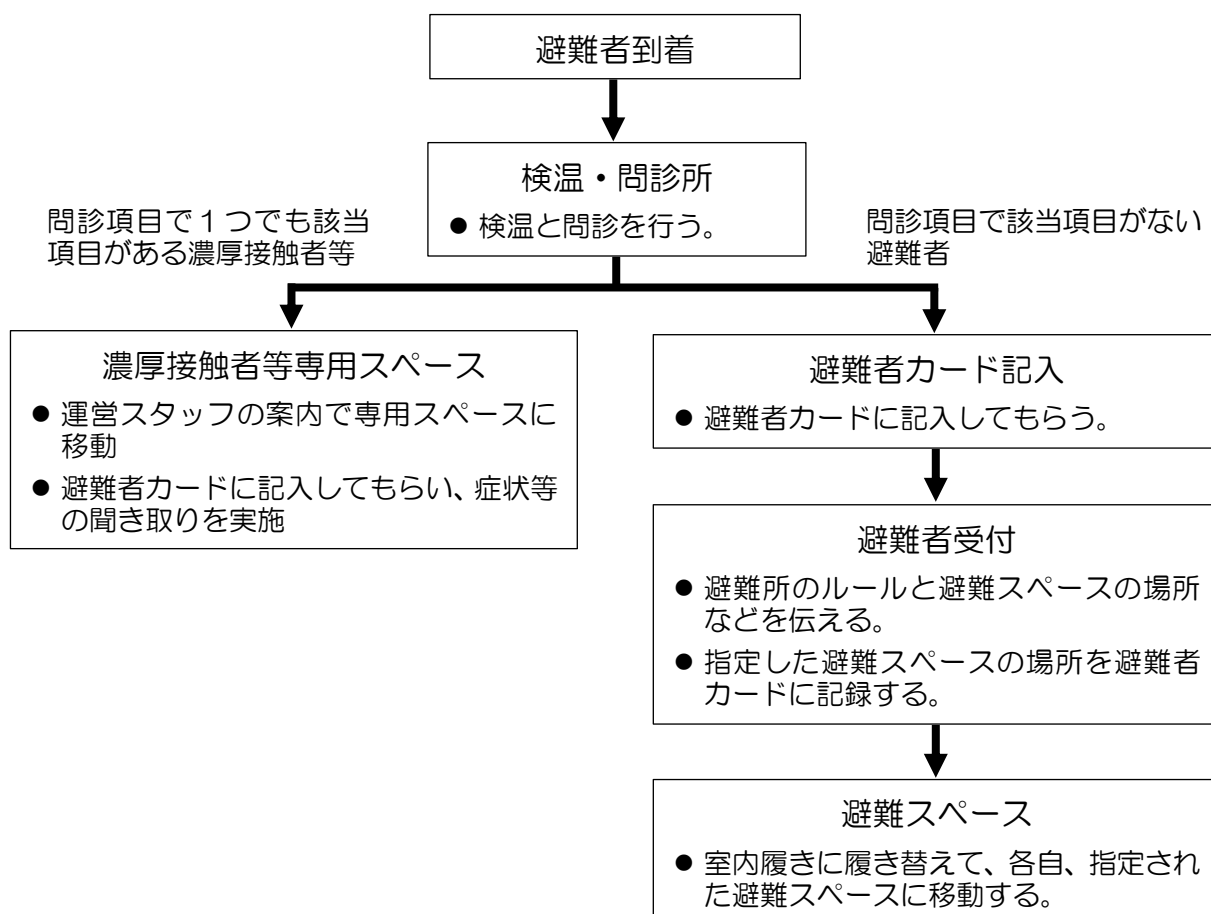 避難者到着
検温・問診所
● 検温と問診を行う。
問診項目で１つでも該当
項目がある濃厚接触者等
問診項目で該当項目がない
避難者
濃厚接触者等専用スペース
● 運営スタッフの案内で専用スペースに
移動
● 避難者カードに記入してもらい、症状等
の聞き取りを実施
避難者カード記入
● 避難者カードに記入してもらう。
避難者受付
● 避難所のルールと避難スペースの場所
などを伝える。
● 指定した避難スペースの場所を避難者
カードに記録する。
避難スペース
● 室内履きに履き替えて、各自、指定され
た避難スペースに移動する。